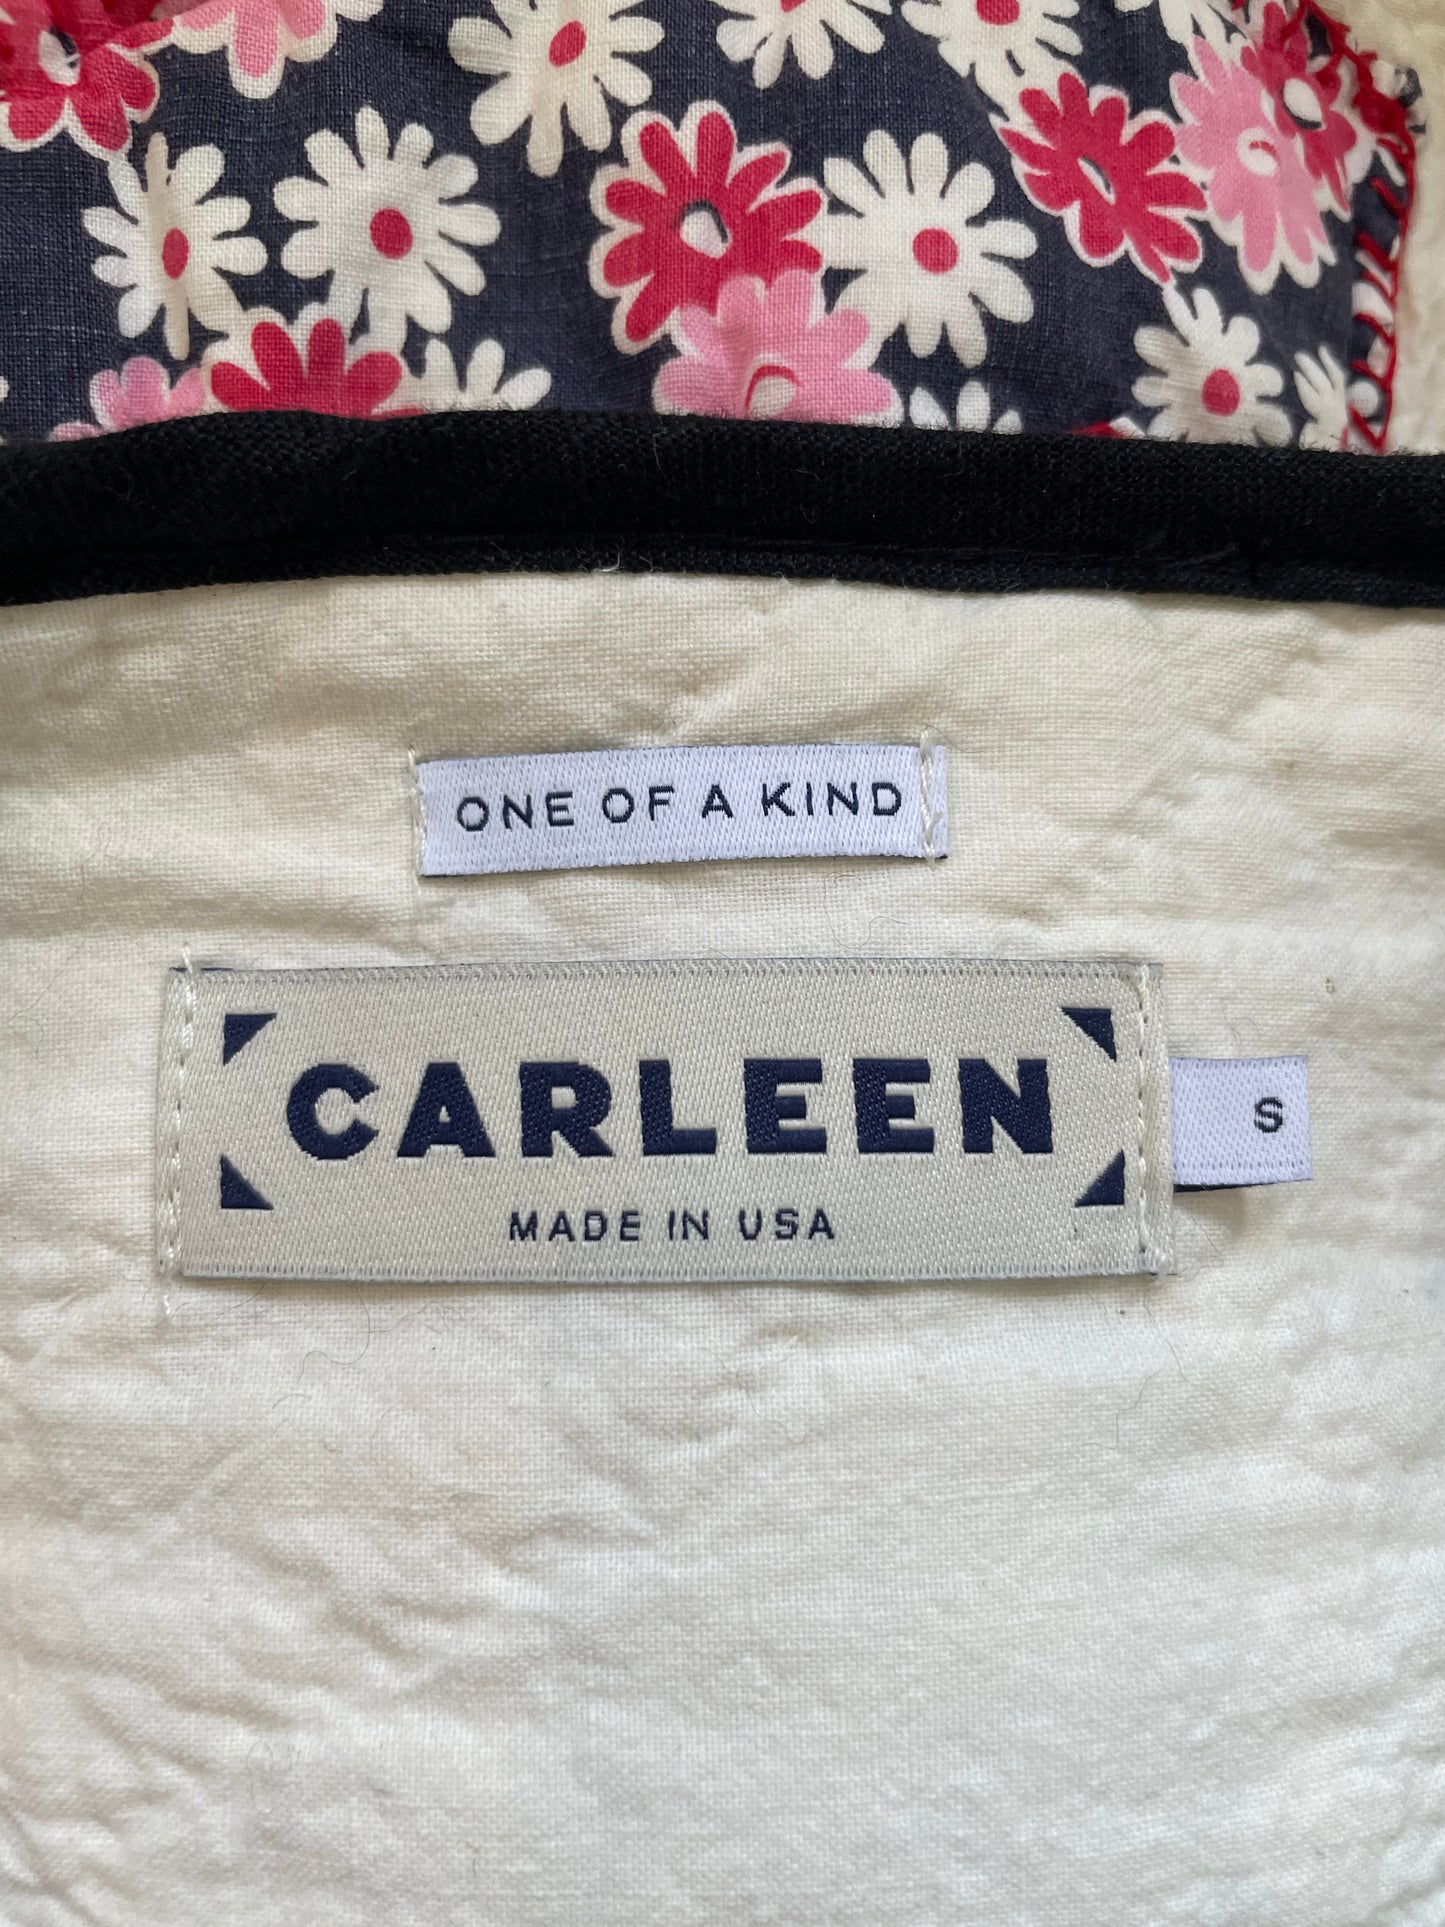 ONE OF A KIND
CARLEEN
S
MADE IN USA